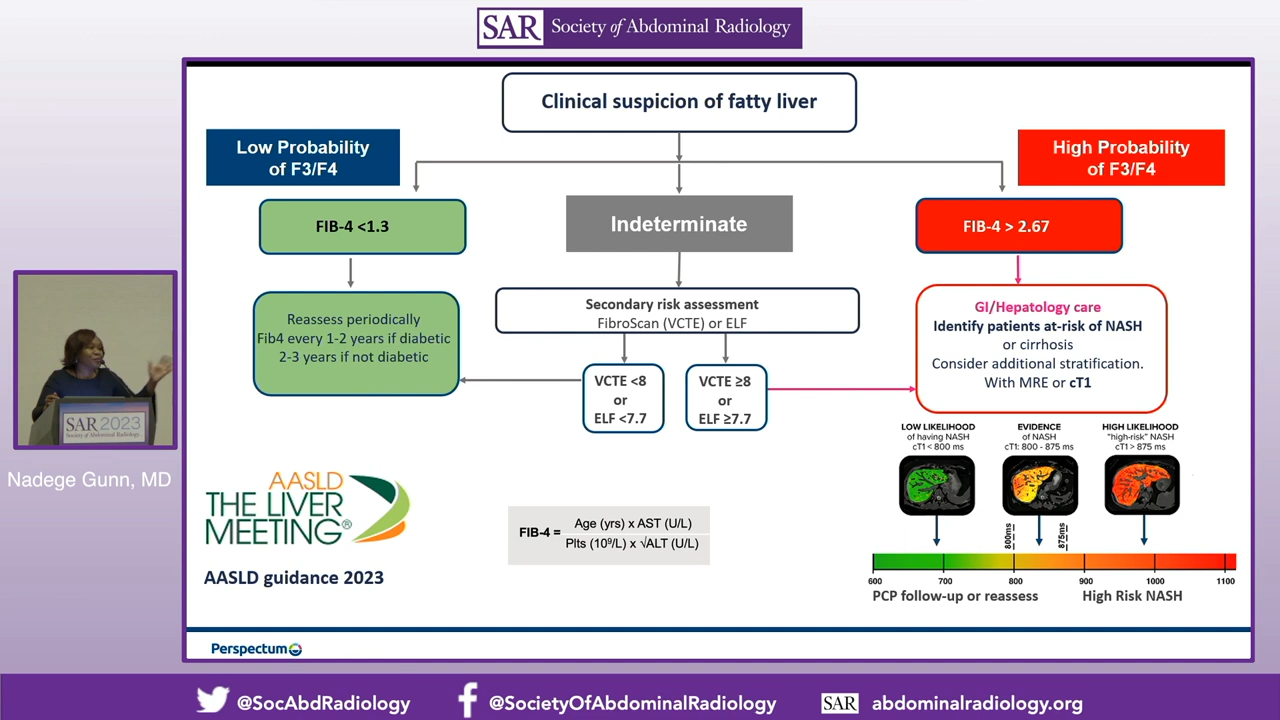 SAR Society of Abdominal Radiology
Clinical suspicion of fatty liver
Low Probability
of F3/F4
High Probability
of F3/F4
FIB-4 <1.3
Indeterminate
FIB-4 > 2.67
Reassess periodically
Fib4 every 1-2 years if diabetic
2-3 years if not diabetic
Secondary risk assessment
FibroScan (VCTE) or ELF
VCTE <8
or
ELF <7.7
VCTE ≥8
or
ELF ≥7.7
GI/Hepatology care
Identify patients at-risk of NASH
or cirrhosis
Consider additional stratification.
With MRE or cT1
LOW LIKELIHOOD
of having NASH
cT1 < 800 ms
EVIDENCE
of NASH
cT1: 800 - 875 ms
HIGH LIKELIHOOD
"high-risk" NASH
cT1 > 875 ms
800ms
875ms
600 700 800 900 1000 1100
PCP follow-up or reassess
High Risk NASH
AASLD
THE LIVER
MEETING®
AASLD guidance 2023
FIB-4 =
Age (yrs) x AST (U/L)
Plts (10⁹/L) x √ALT (U/L)
Perspectum
SAR2023
Society of Abdominal Radiology
Nadege Gunn, MD
@SocAbdRadiology
@SocietyOfAbdominalRadiology
SAR
abdominalradiology.org